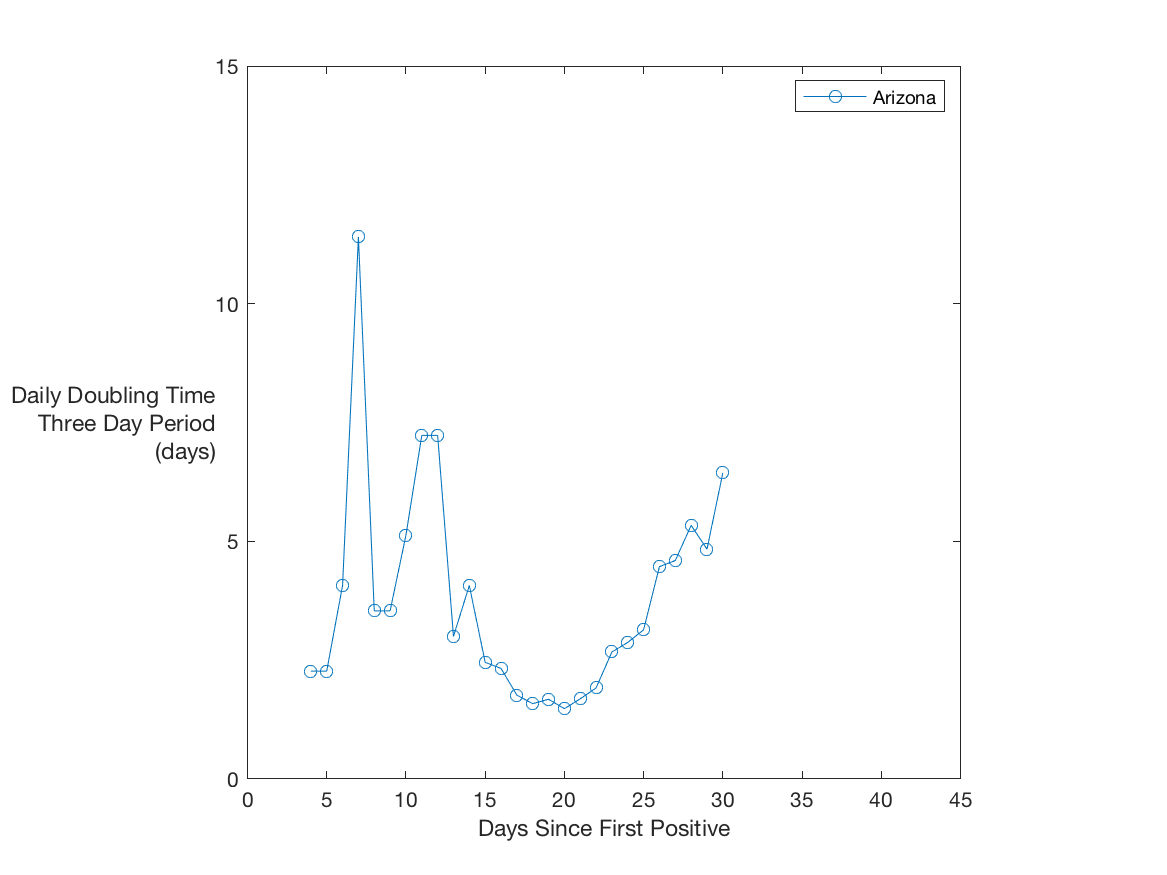 15
Arizona
10
Daily Doubling Time
Three Day Period
(days)
5
0
0 5 10 15 20 25 30 35 40 45
Days Since First Positive